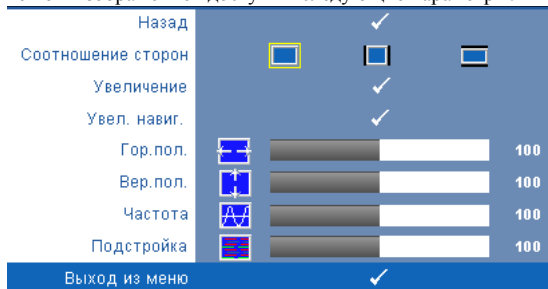 Назад
Соотношение сторон
Увеличение
Увел. навиг.
Гор.пол. 100
Вер.пол. 100
Частота 100
Подстройка 100
Выход из меню